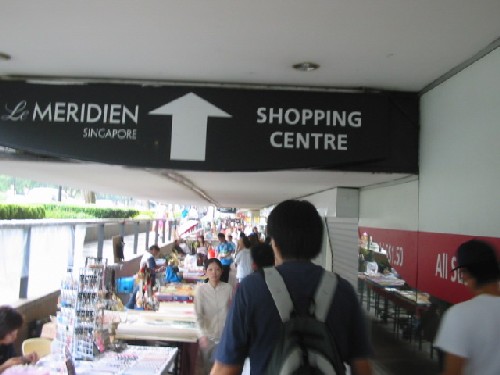 Le MERIDIEN
SINGAPORE
SHOPPING
CENTRE
All